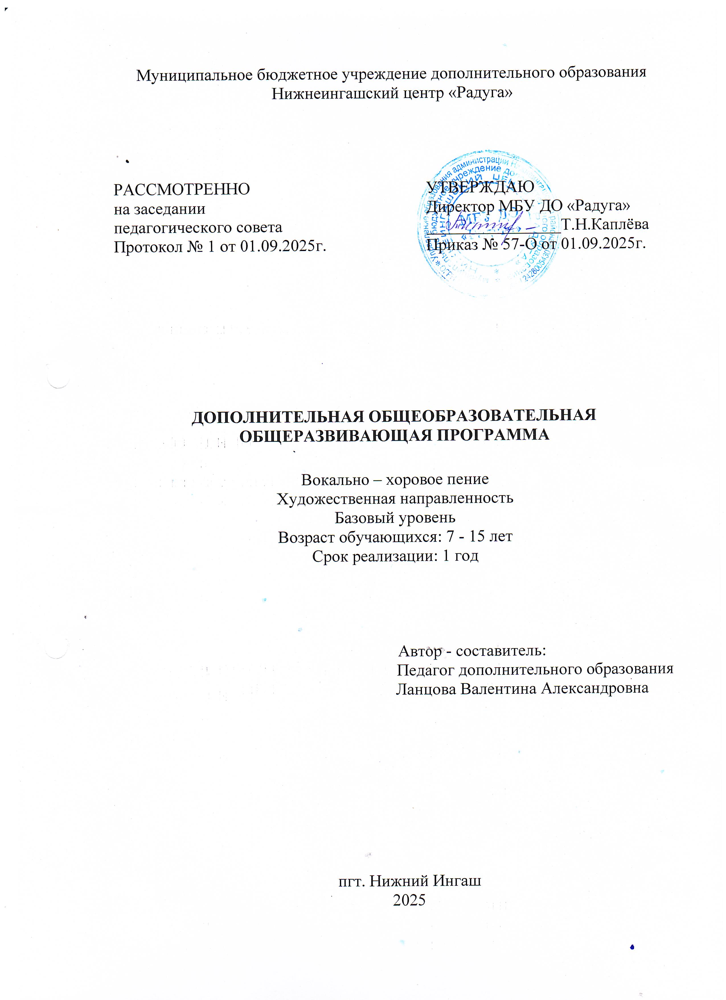 Муниципальное бюджетное учреждение дополнительного образования
Нижнеингашский центр «Радуга»
РАССМОТРЕННО
на заседании
педагогического совета
Протокол № 1 от 01.09.2025г.
УТВЕРЖДАЮ
Директор МБУ ДО «Радуга»
Т.Н.Каплёва
Приказ № 57-О от 01.09.2025г.
ДОПОЛНИТЕЛЬНАЯ ОБЩЕОБРАЗОВАТЕЛЬНАЯ
ОБЩЕРАЗВИВАЮЩАЯ ПРОГРАММА
Вокально – хоровое пение
Художественная направленность
Базовый уровень
Возраст обучающихся: 7 - 15 лет
Срок реализации: 1 год
Автор - составитель:
Педагог дополнительного образования
Ланцова Валентина Александровна
пгт. Нижний Ингаш
2025